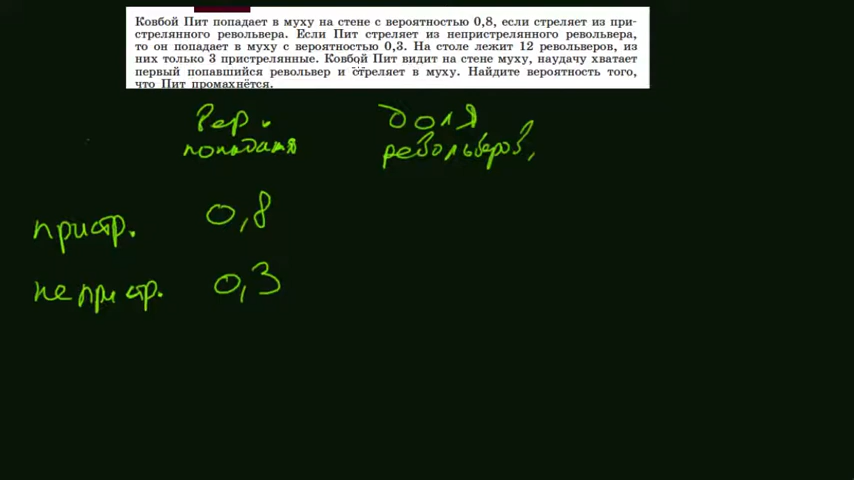 Ковбой Пит попадает в муху на стене с вероятностью 0,8, если стреляет из при-
стрелянного револьвера. Если Пит стреляет из непристрелянного револьвера,
то он попадает в муху с вероятностью 0,3. На столе лежит 12 револьверов, из
них только 3 пристрелянные. Ковбой Пит видит на стене муху, наудачу хватает
первый попавшийся револьвер и стреляет в муху. Найдите вероятность того,
что Пит промахнётся.
Вер. Доля
попадания револьверов,
пристр. 0,8
непристр. 0,3